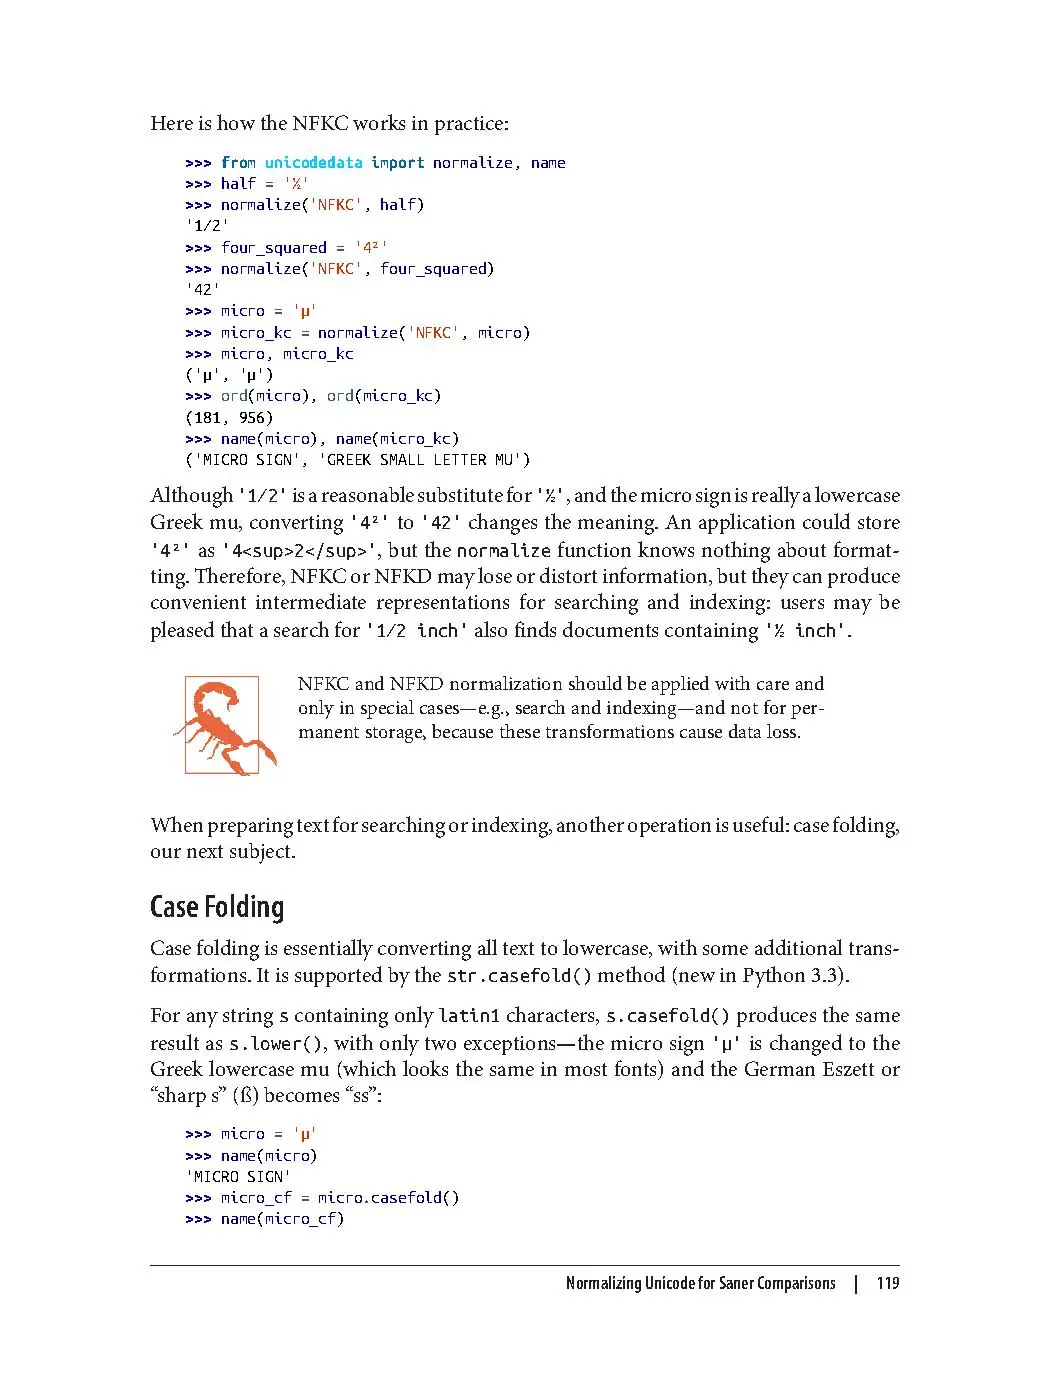 Here is how the NFKC works in practice:
>>> from unicodedata import normalize, name
>>> half = '½'
>>> normalize('NFKC', half)
'1/2'
>>> four_squared = '4²'
>>> normalize('NFKC', four_squared)
'42'
>>> micro = 'µ'
>>> micro_kc = normalize('NFKC', micro)
>>> micro, micro_kc
('µ', 'μ')
>>> ord(micro), ord(micro_kc)
(181, 956)
>>> name(micro), name(micro_kc)
('MICRO SIGN', 'GREEK SMALL LETTER MU')
Although '1/2' is a reasonable substitute for '½', and the micro sign is really a lowercase
Greek mu, converting '4²' to '42' changes the meaning. An application could store
'4²' as '4<sup>2</sup>', but the normalize function knows nothing about format-
ting. Therefore, NFKC or NFKD may lose or distort information, but they can produce
convenient intermediate representations for searching and indexing: users may be
pleased that a search for '1/2 inch' also finds documents containing '½ inch'.
NFKC and NFKD normalization should be applied with care and
only in special cases—e.g., search and indexing—and not for per-
manent storage, because these transformations cause data loss.
When preparing text for searching or indexing, another operation is useful: case folding,
our next subject.
Case Folding
Case folding is essentially converting all text to lowercase, with some additional trans-
formations. It is supported by the str.casefold() method (new in Python 3.3).
For any string s containing only latin1 characters, s.casefold() produces the same
result as s.lower(), with only two exceptions—the micro sign 'µ' is changed to the
Greek lowercase mu (which looks the same in most fonts) and the German Eszett or
“sharp s” (ß) becomes “ss”:
>>> micro = 'µ'
>>> name(micro)
'MICRO SIGN'
>>> micro_cf = micro.casefold()
>>> name(micro_cf)
Normalizing Unicode for Saner Comparisons | 119